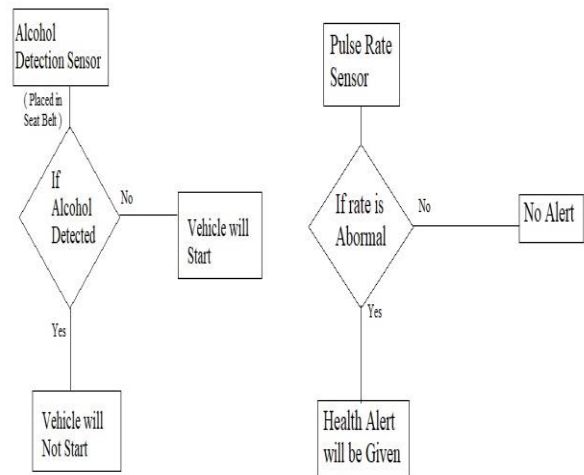 Alcohol
Detection Sensor
( Placed in
Seat Belt )
If
Alcohol
Detected
No
Vehicle will
Start
Yes
Vehicle will
Not Start
Pulse Rate
Sensor
If rate is
Abormal
No
No Alert
Yes
Health Alert
will be Given